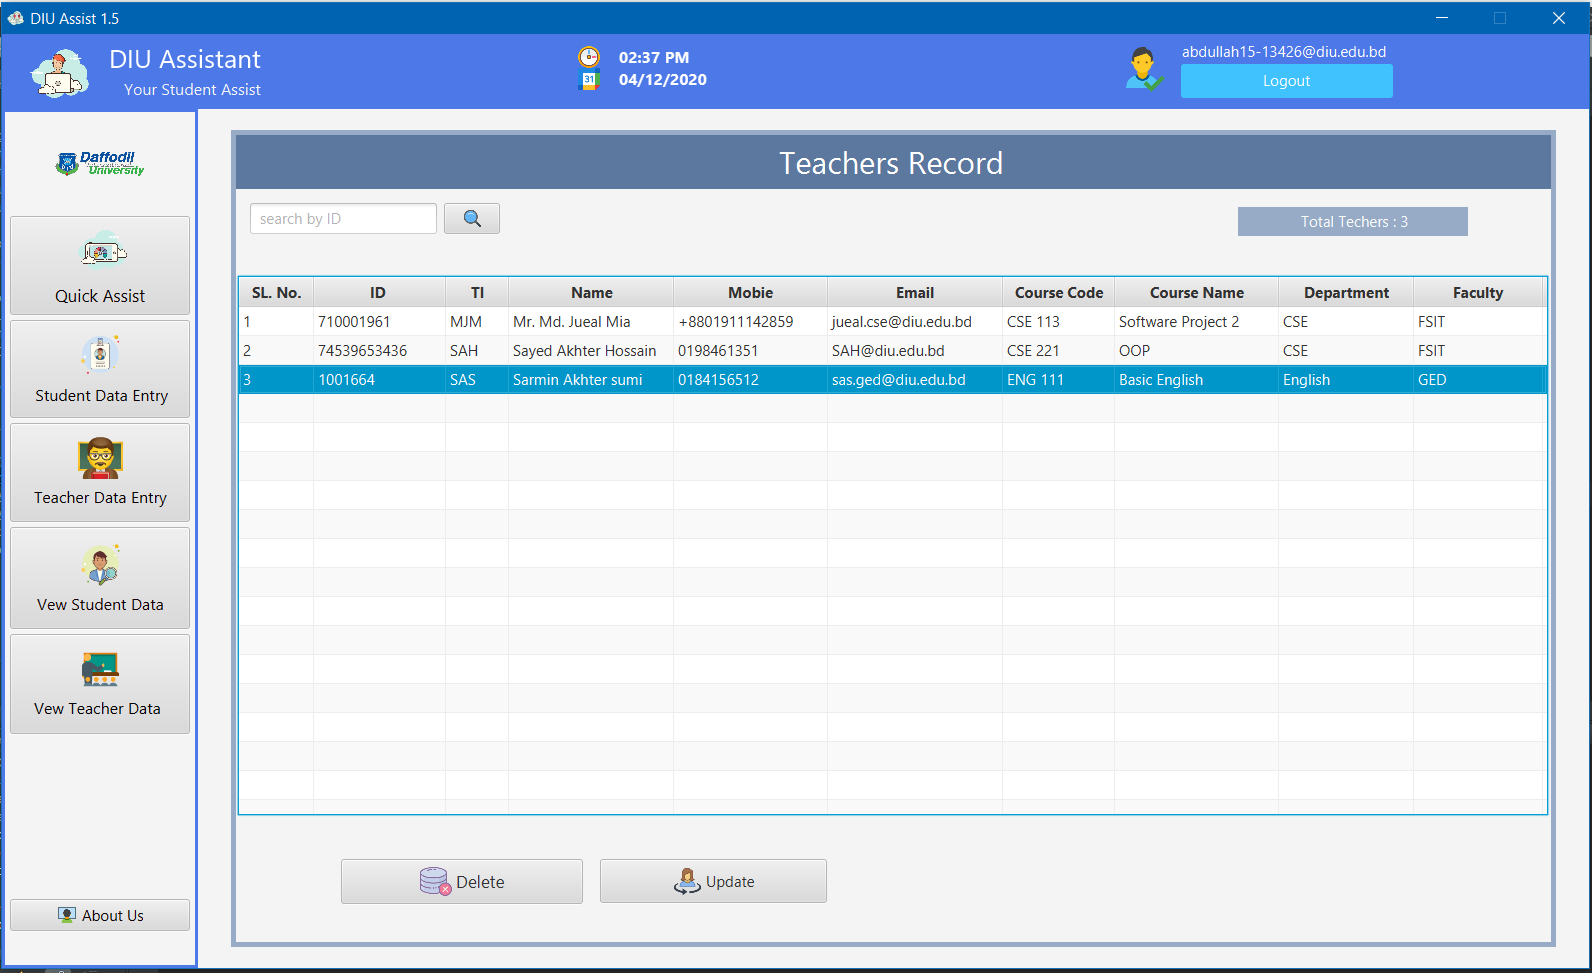 DIU Assist 1.5
DIU Assistant
Your Student Assist
02:37 PM
31
04/12/2020
abdullah15-13426@diu.edu.bd
Logout
Daffodil
University
Quick Assist
Student Data Entry
Teacher Data Entry
Vew Student Data
Vew Teacher Data
About Us
Teachers Record
search by ID
Total Techers : 3
SL. No. ID TI Name Mobie Email Course Code Course Name Department Faculty
1 710001961 MJM Mr. Md. Jueal Mia +8801911142859 jueal.cse@diu.edu.bd CSE 113 Software Project 2 CSE FSIT
2 74539653436 SAH Sayed Akhter Hossain 0198461351 SAH@diu.edu.bd CSE 221 OOP CSE FSIT
3 1001664 SAS Sarmin Akhter sumi 0184156512 sas.ged@diu.edu.bd ENG 111 Basic English English GED
Delete
Update